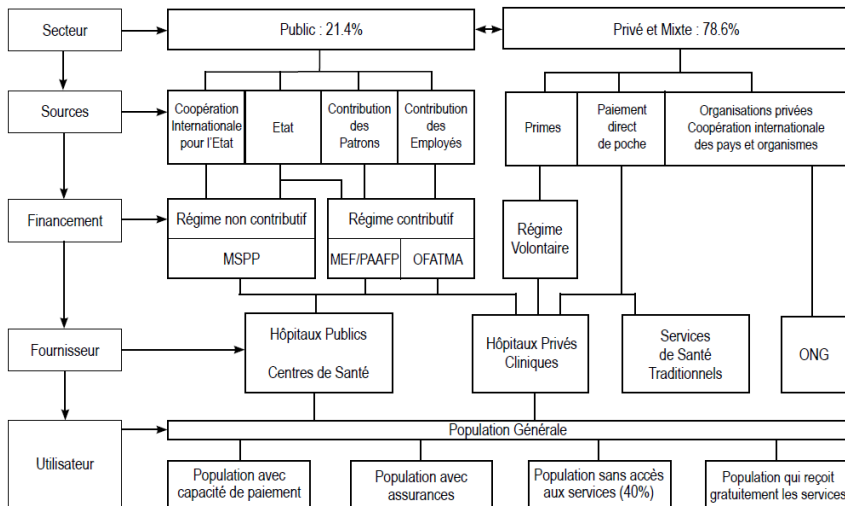 Secteur
Public : 21.4%
Privé et Mixte : 78.6%
Sources
Coopération
Internationale
pour l'Etat
Etat
Contribution
des
Patrons
Contribution
des
Employés
Primes
Paiement
direct
de poche
Organisations privées
Coopération internationale
des pays et organismes
Financement
Régime non contributif
MSPP
Régime contributif
MEF/PAAFP
OFATMA
Régime
Volontaire
Fournisseur
Hôpitaux Publics
Centres de Santé
Hôpitaux Privés
Cliniques
Services
de Santé
Traditionnels
ONG
Utilisateur
Population Générale
Population avec
capacité de paiement
Population avec
assurances
Population sans accès
aux services (40%)
Population qui reçoit
gratuitement les services